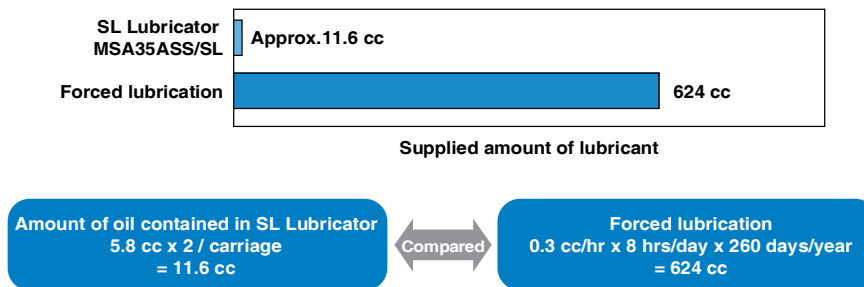 SL Lubricator
MSA35ASS/SL
Approx.11.6 cc
Forced lubrication
624 cc
Supplied amount of lubricant
Amount of oil contained in SL Lubricator
5.8 cc x 2 / carriage
= 11.6 cc
Compared
Forced lubrication
0.3 cc/hr x 8 hrs/day x 260 days/year
= 624 cc